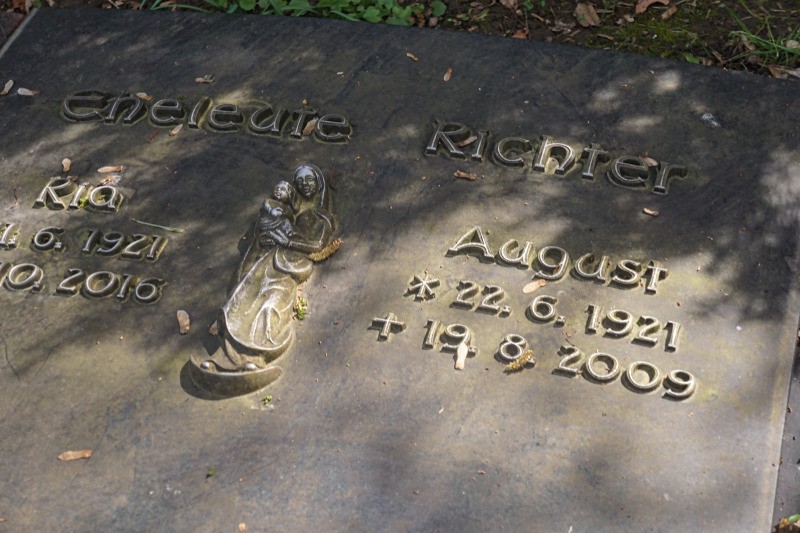 Eheleute Richter
Ria
1. 6. 1921
10. 2016
August
* 22. 6. 1921
+ 19. 8. 2009